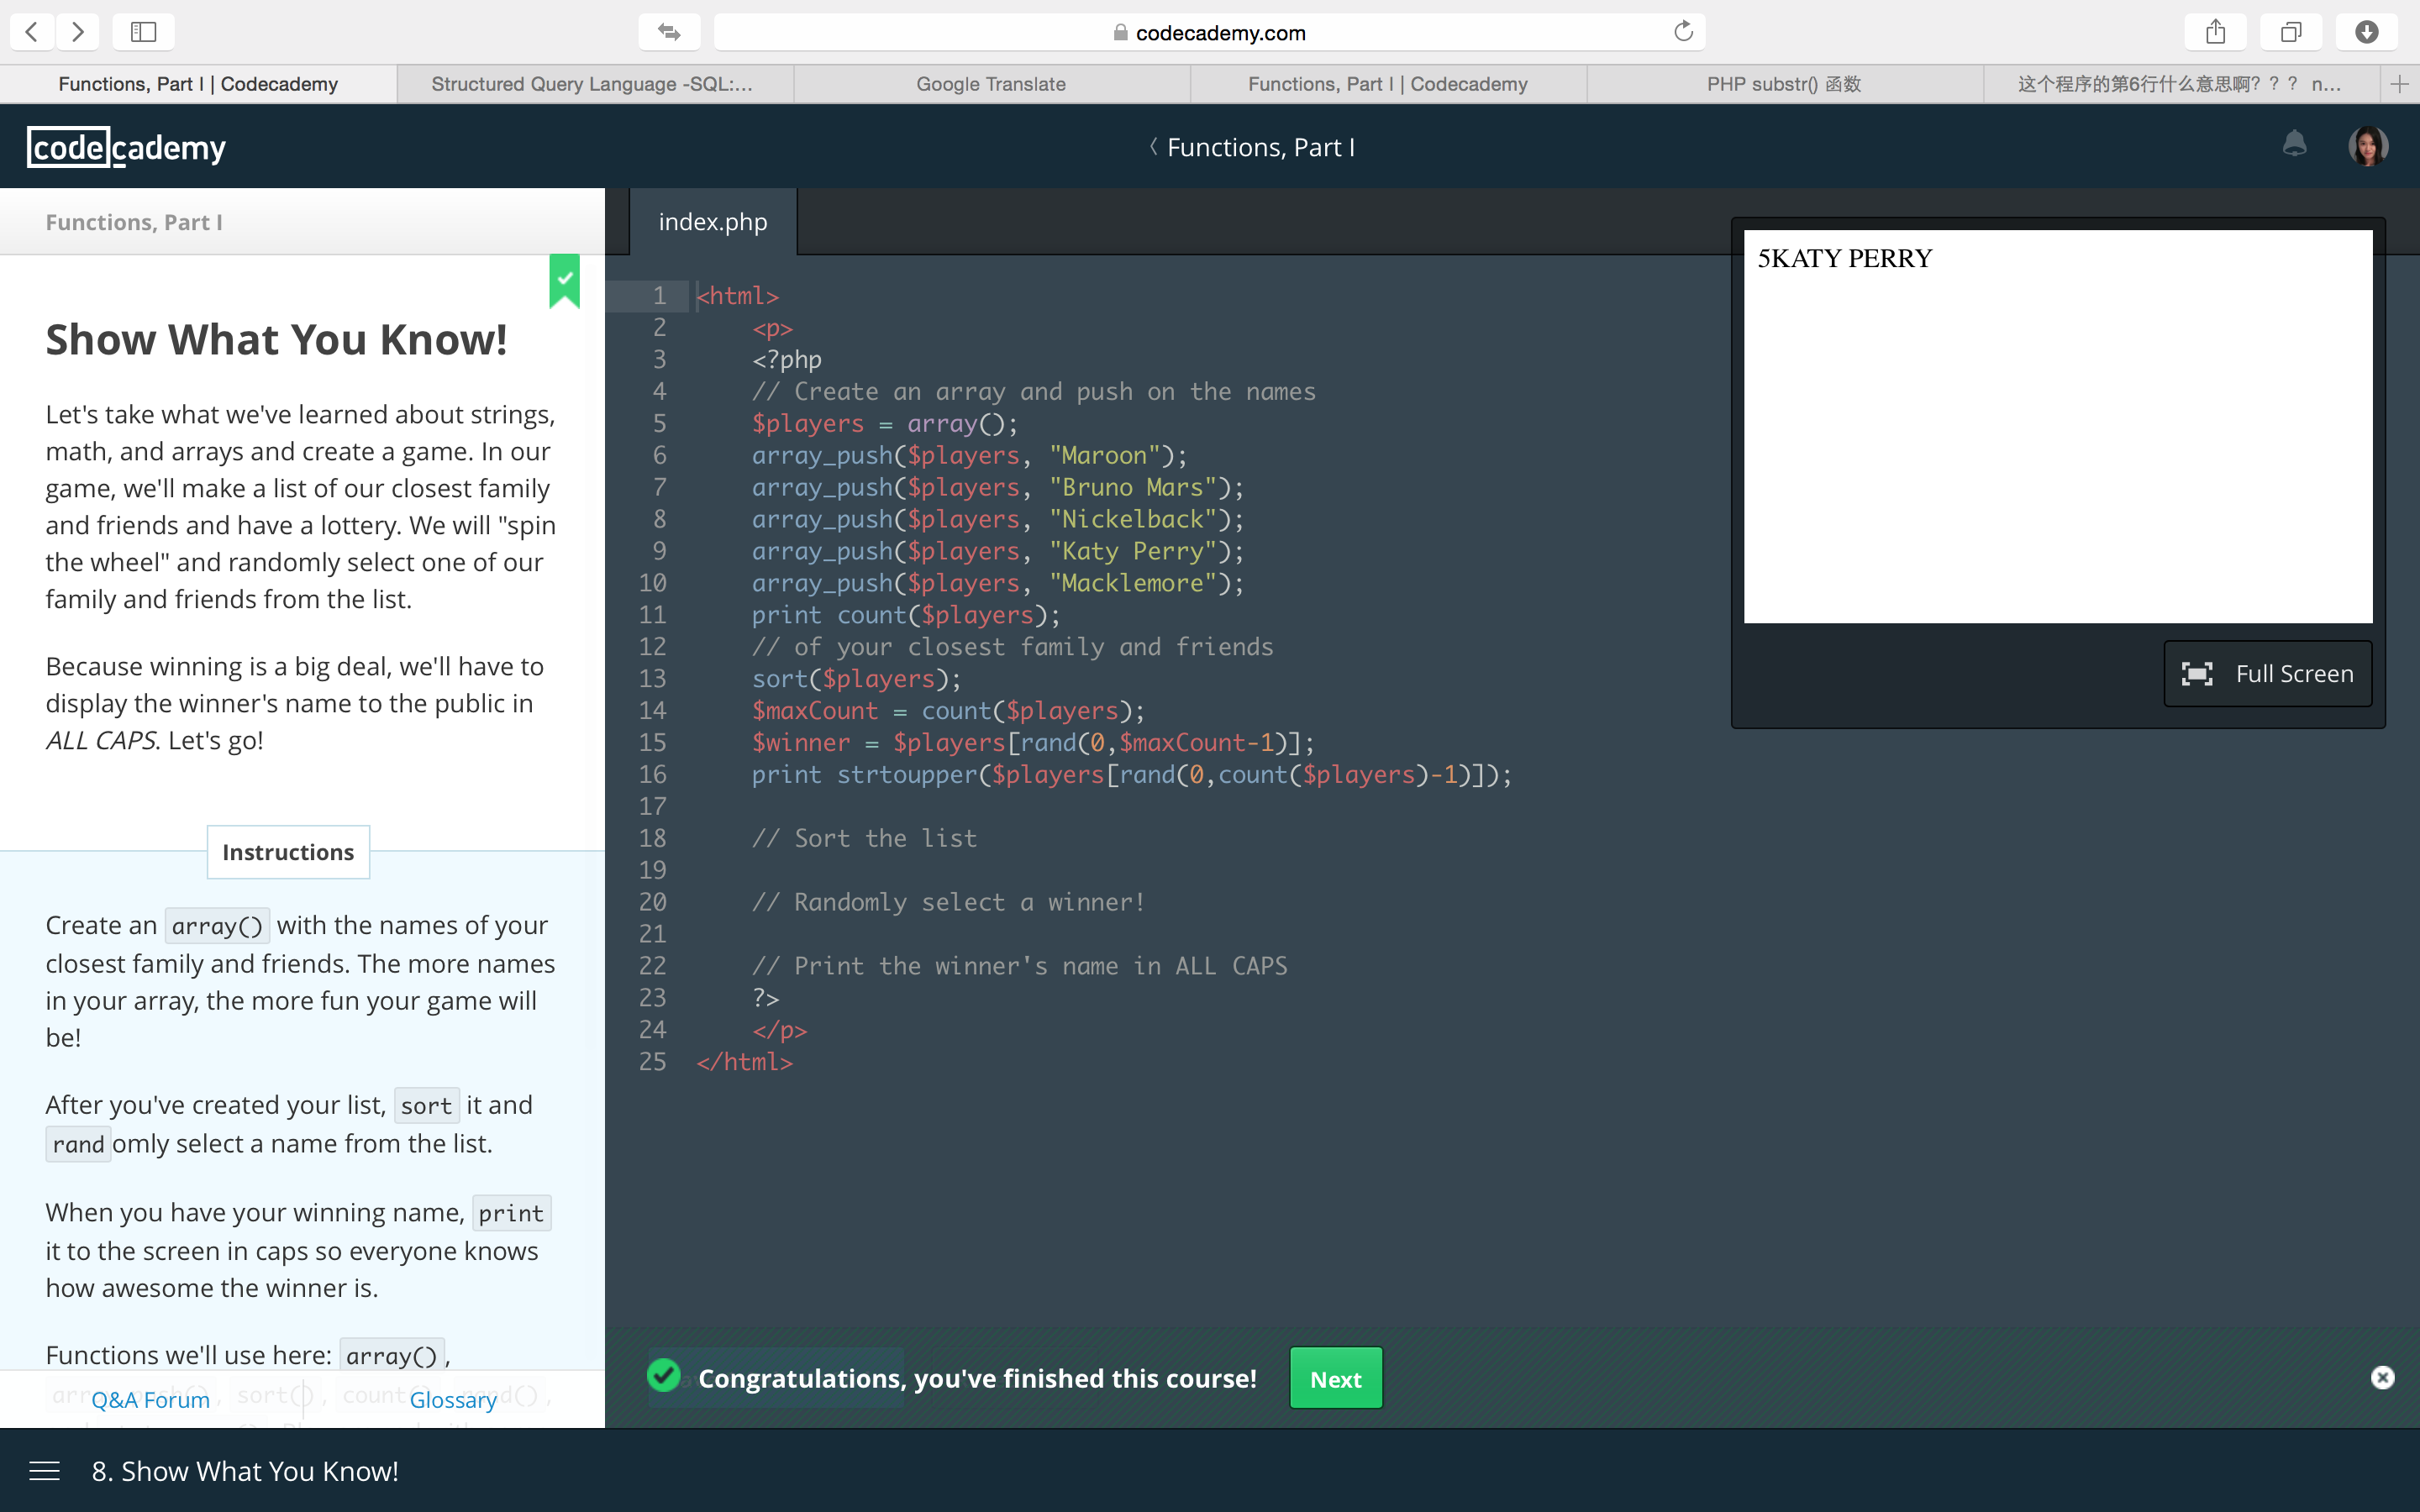 codecademy.com
Functions, Part I | Codecademy
Structured Query Language -SQL:...
Google Translate
Functions, Part I | Codecademy
PHP substr() 函数
这个程序的第6行什么意思啊? ? ? n...
codecademy
Functions, Part I
Functions, Part I
Show What You Know!
Let's take what we've learned about strings,
math, and arrays and create a game. In our
game, we'll make a list of our closest family
and friends and have a lottery. We will "spin
the wheel" and randomly select one of our
family and friends from the list.
Because winning is a big deal, we'll have to
display the winner's name to the public in
ALL CAPS. Let's go!
Instructions
Create an array() with the names of your
closest family and friends. The more names
in your array, the more fun your game will
be!
After you've created your list, sort it and
randomly select a name from the list.
When you have your winning name, print
it to the screen in caps so everyone knows
how awesome the winner is.
Functions we'll use here: array(),
Q&A Forum
Glossary
index.php
1 <html>
2 <p>
3 <?php
4 // Create an array and push on the names
5 $players = array();
6 array_push($players, "Maroon");
7 array_push($players, "Bruno Mars");
8 array_push($players, "Nickelback");
9 array_push($players, "Katy Perry");
10 array_push($players, "Macklemore");
11 print count($players);
12 // of your closest family and friends
13 sort($players);
14 $maxCount = count($players);
15 $winner = $players[rand(0,$maxCount-1)];
16 print strtoupper($players[rand(0,count($players)-1)]);
17
18 // Sort the list
19
20 // Randomly select a winner!
21
22 // Print the winner's name in ALL CAPS
23 ?>
24 </p>
25 </html>
5KATY PERRY
Full Screen
Congratulations, you've finished this course!
Next
8. Show What You Know!